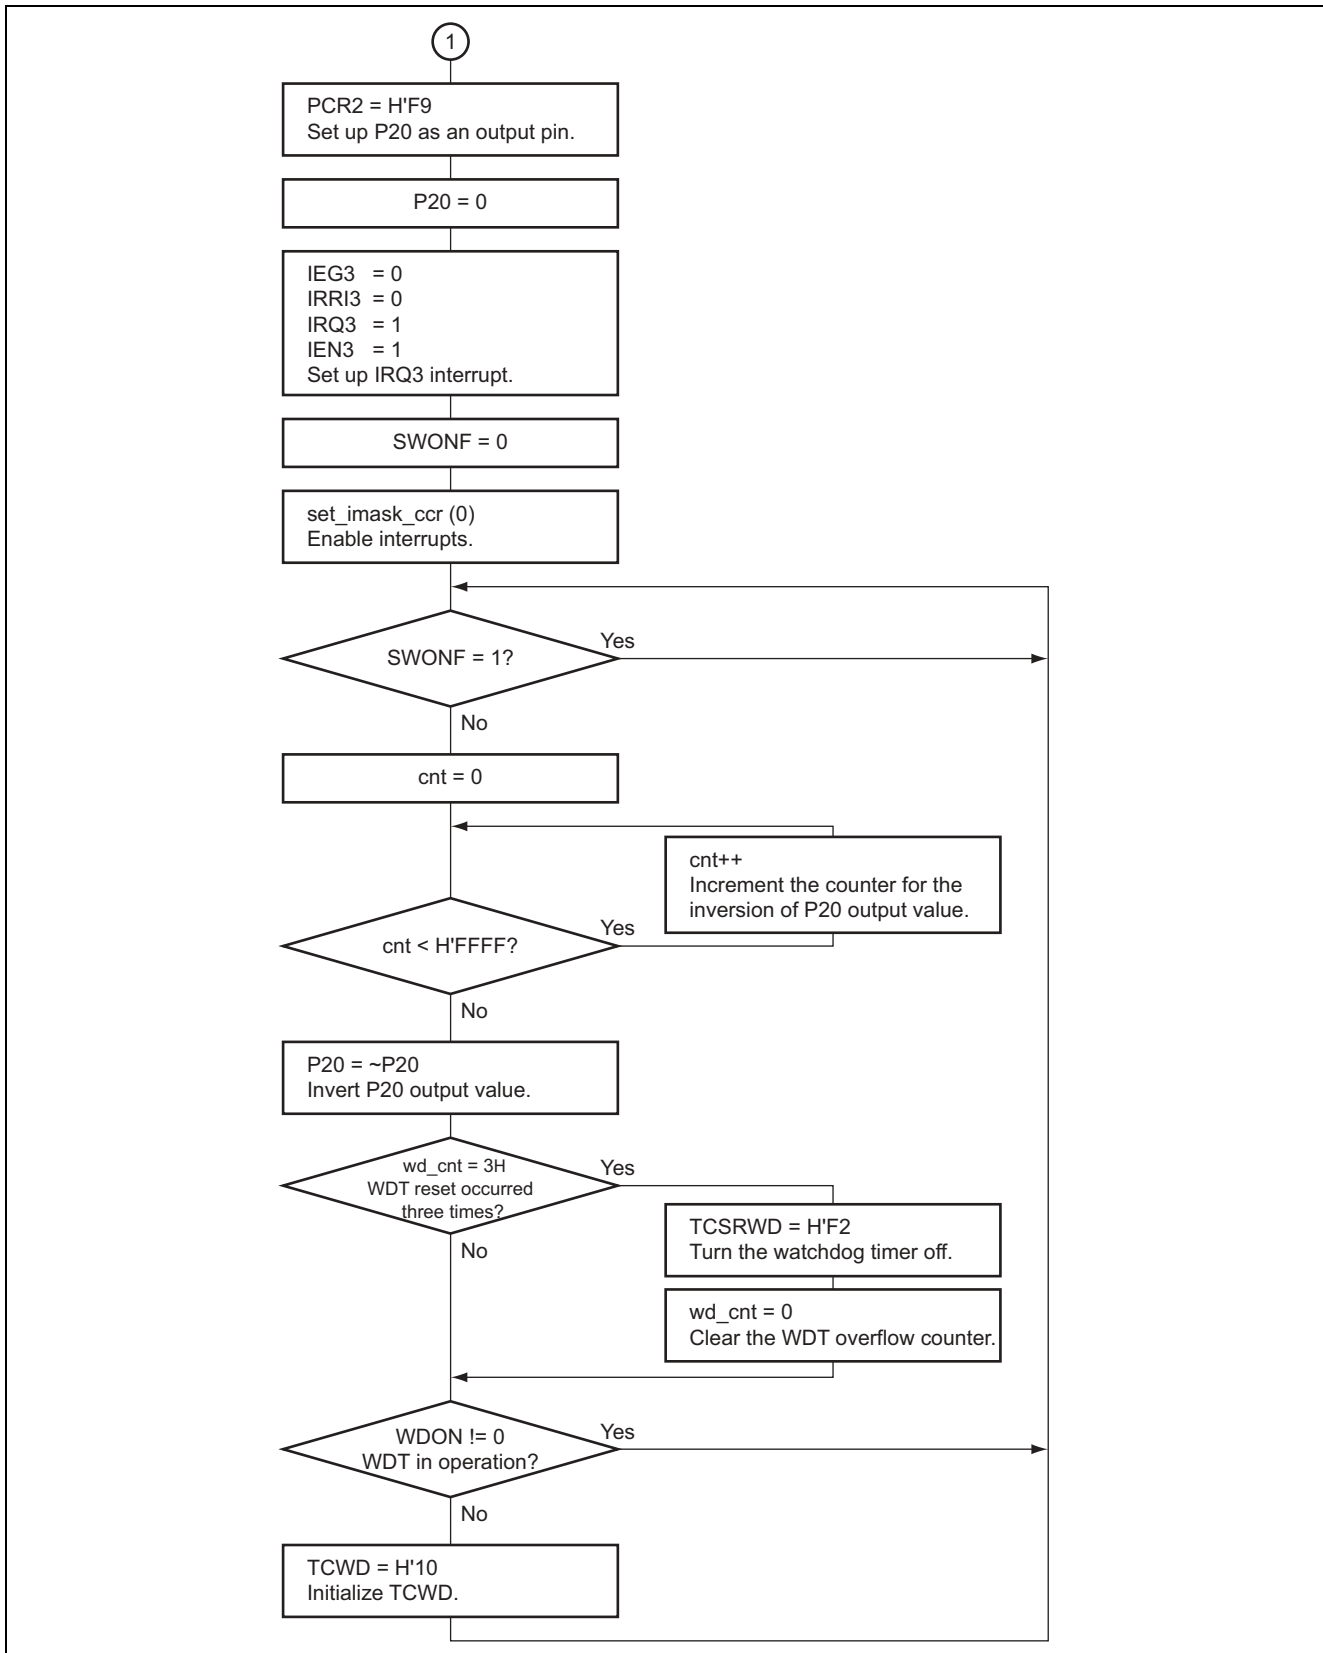 1
PCR2 = H'F9
Set up P20 as an output pin.
P20 = 0
IEG3 = 0
IRRI3 = 0
IRQ3 = 1
IEN3 = 1
Set up IRQ3 interrupt.
SWONF = 0
set_imask_ccr (0)
Enable interrupts.
SWONF = 1?
Yes
No
cnt = 0
cnt++
Increment the counter for the
inversion of P20 output value.
cnt < H'FFFF?
Yes
No
P20 = ~P20
Invert P20 output value.
wd_cnt = 3H
WDT reset occurred
three times?
Yes
No
TCSRWD = H'F2
Turn the watchdog timer off.
wd_cnt = 0
Clear the WDT overflow counter.
WDON != 0
WDT in operation?
Yes
No
TCWD = H'10
Initialize TCWD.